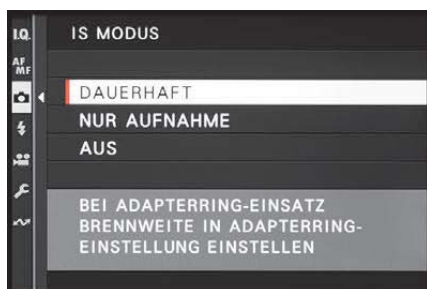 I.Q.
IS MODUS
AF
MF
DAUERHAFT
NUR AUFNAHME
AUS
BEI ADAPTERRING-EINSATZ
BRENNWEITE IN ADAPTERRING-
EINSTELLUNG EINSTELLEN